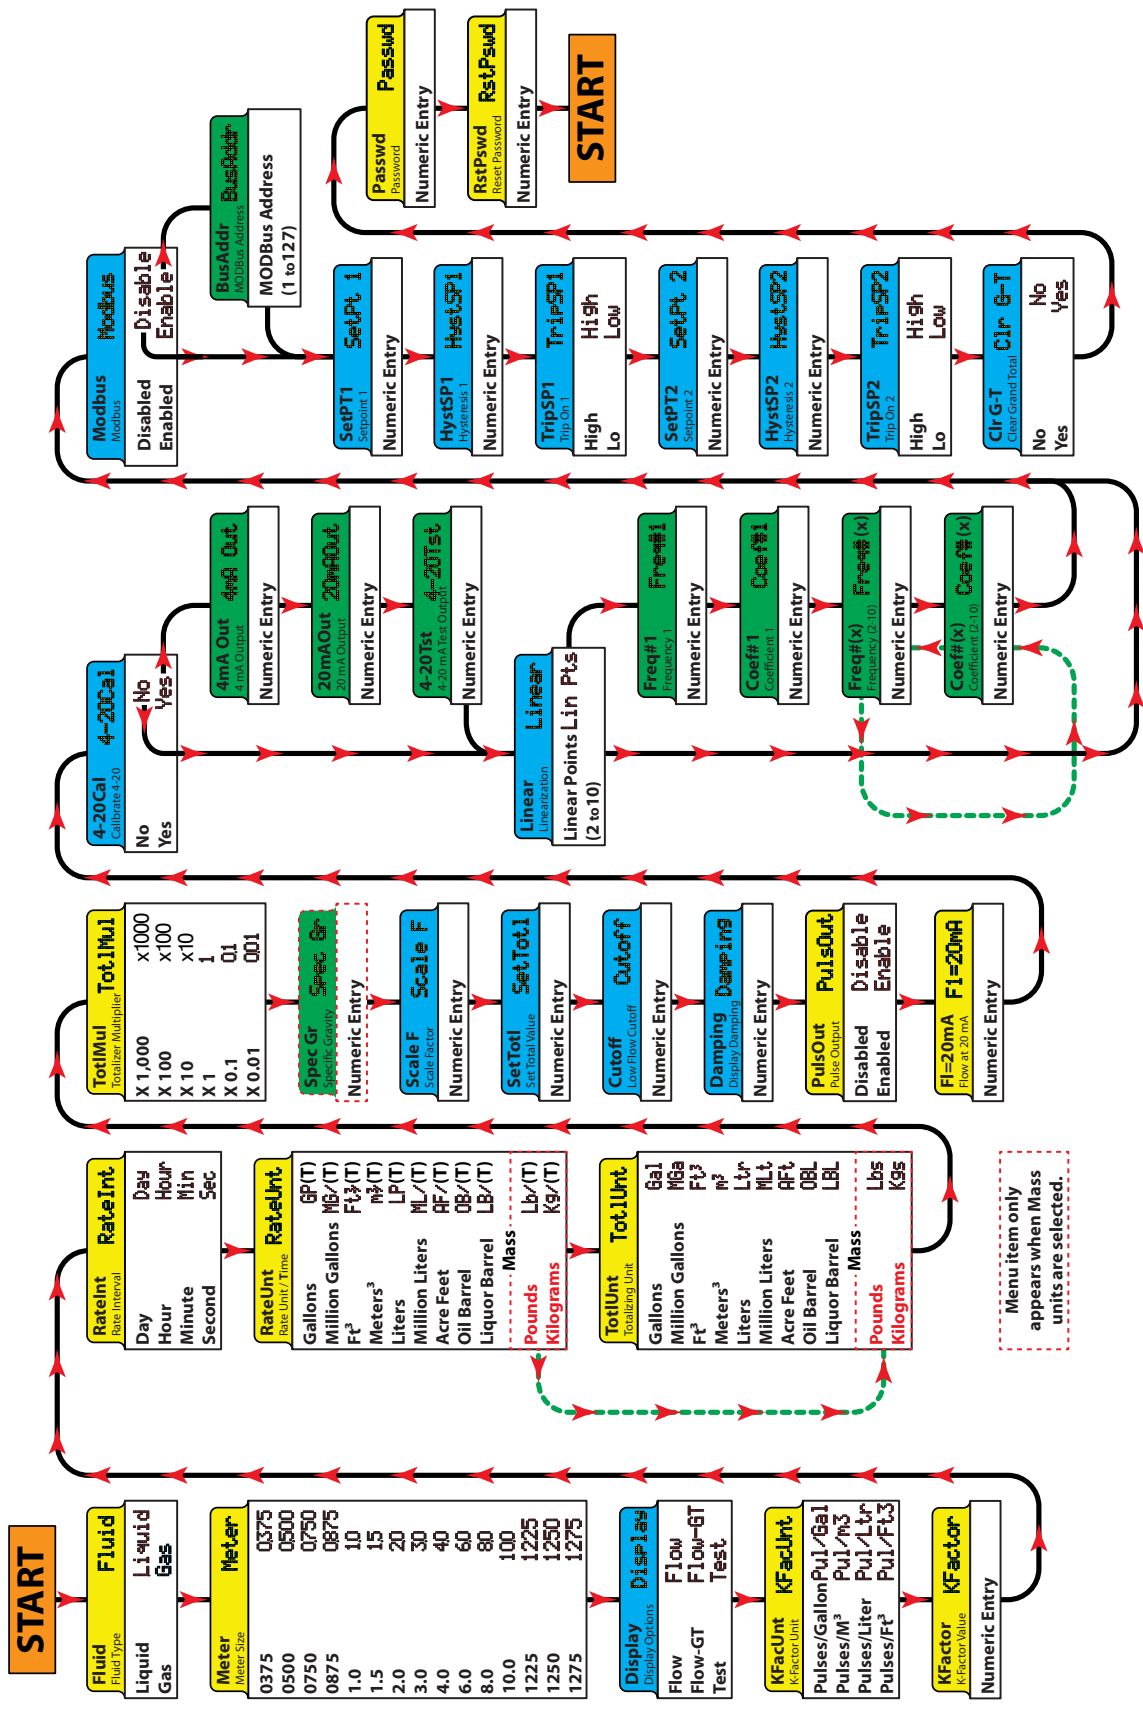 START
Fluid Fluid
Fluid Type
Liquid Liquid
Gas Gas
Meter Meter
Meter Size
0375 0375
0500 0500
0750 0750
0875 0875
1.0 1.0
1.5 1.5
2.0 2.0
3.0 3.0
4.0 4.0
6.0 6.0
8.0 8.0
10.0 10.0
1225 1225
1250 1250
1275 1275
Display Display
Display Options
Flow Flow
Flow-GT Flow-GT
Test Test
KFacUnt KFacUnt
K-Factor Unit
Pulses/Gallon Pul/Gal
Pulses/M³ Pul/m3
Pulses/Liter Pul/Ltr
Pulses/Ft³ Pul/Ft3
KFactor KFactor
K-Factor Value
Numeric Entry
RateInt RateInt
Rate Interval
Day Day
Hour Hour
Minute Min
Second Sec
RateUnt RateUnt
Rate Unit / Time
Gallons GP(T)
Million Gallons MG/(T)
Ft³ Ft³/(T)
Meters³ m³/(T)
Liters LP(T)
Million Liters ML/(T)
Acre Feet AF/(T)
Oil Barrel OB/(T)
Liquor Barrel LB/(T)
Mass
Pounds Lb/(T)
Kilograms Kg/(T)
TotlUnt TotlUnt
Totalizing Unit
Gallons Gal
Million Gallons MGa
Ft³ Ft³
Meters³ m³
Liters Ltr
Million Liters MLt
Acre Feet AFt
Oil Barrel OBL
Liquor Barrel LBL
Mass
Pounds Lbs
Kilograms Kgs
Menu item only
appears when Mass
units are selected.
TotlMul TotlMul
Totalizer Multiplier
X 1,000 x1000
X 100 x100
X 10 x10
X 1 1
X 0.1 0.1
X 0.01 0.01
Spec Gr Spec Gr
Specific Gravity
Numeric Entry
Scale F Scale F
Scale Factor
Numeric Entry
SetTotl SetTotl
Set Total Value
Numeric Entry
Cutoff Cutoff
Low Flow Cutoff
Numeric Entry
Damping Damping
Display Damping
Numeric Entry
PulsOut PulsOut
Pulse Output
Disabled Disable
Enabled Enable
Fl=20mA Fl=20mA
Flow at 20 mA
Numeric Entry
4-20Cal 4-20Cal
Calibrate 4-20
No No
Yes Yes
4mA Out 4mA Out
4 mA Output
Numeric Entry
20mAOut 20mAOut
20 mA Output
Numeric Entry
4-20Tst 4-20Tst
4-20 mA Test Output
Numeric Entry
Linear Linear
Linearization
Linear Points Lin Pts
(2 to10)
Freq#1 Freq#1
Frequency 1
Numeric Entry
Coef#1 Coef#1
Coefficient 1
Numeric Entry
Freq#(x) Freq#(x)
Frequency (2-10)
Numeric Entry
Coef#(x) Coef#(x)
Coefficient (2-10)
Numeric Entry
Modbus Modbus
Modbus
Disabled Disable
Enabled Enable
BusAddr BusAddr
MODBus Address
MODBus Address
(1 to127)
SetPT1 SetPt 1
Setpoint 1
Numeric Entry
HystSP1 HystSP1
Hysteresis 1
Numeric Entry
TripSP1 TripSP1
Trip On 1
High High
Lo Low
SetPT2 SetPt 2
Setpoint 2
Numeric Entry
HystSP2 HystSP2
Hysteresis 2
Numeric Entry
TripSP2 TripSP2
Trip On 2
High High
Lo Low
Clr G-T Clr G-T
Clear Grand Total
No No
Yes Yes
Passwd Passwd
Password
Numeric Entry
RstPswd RstPswd
Reset Password
Numeric Entry
START